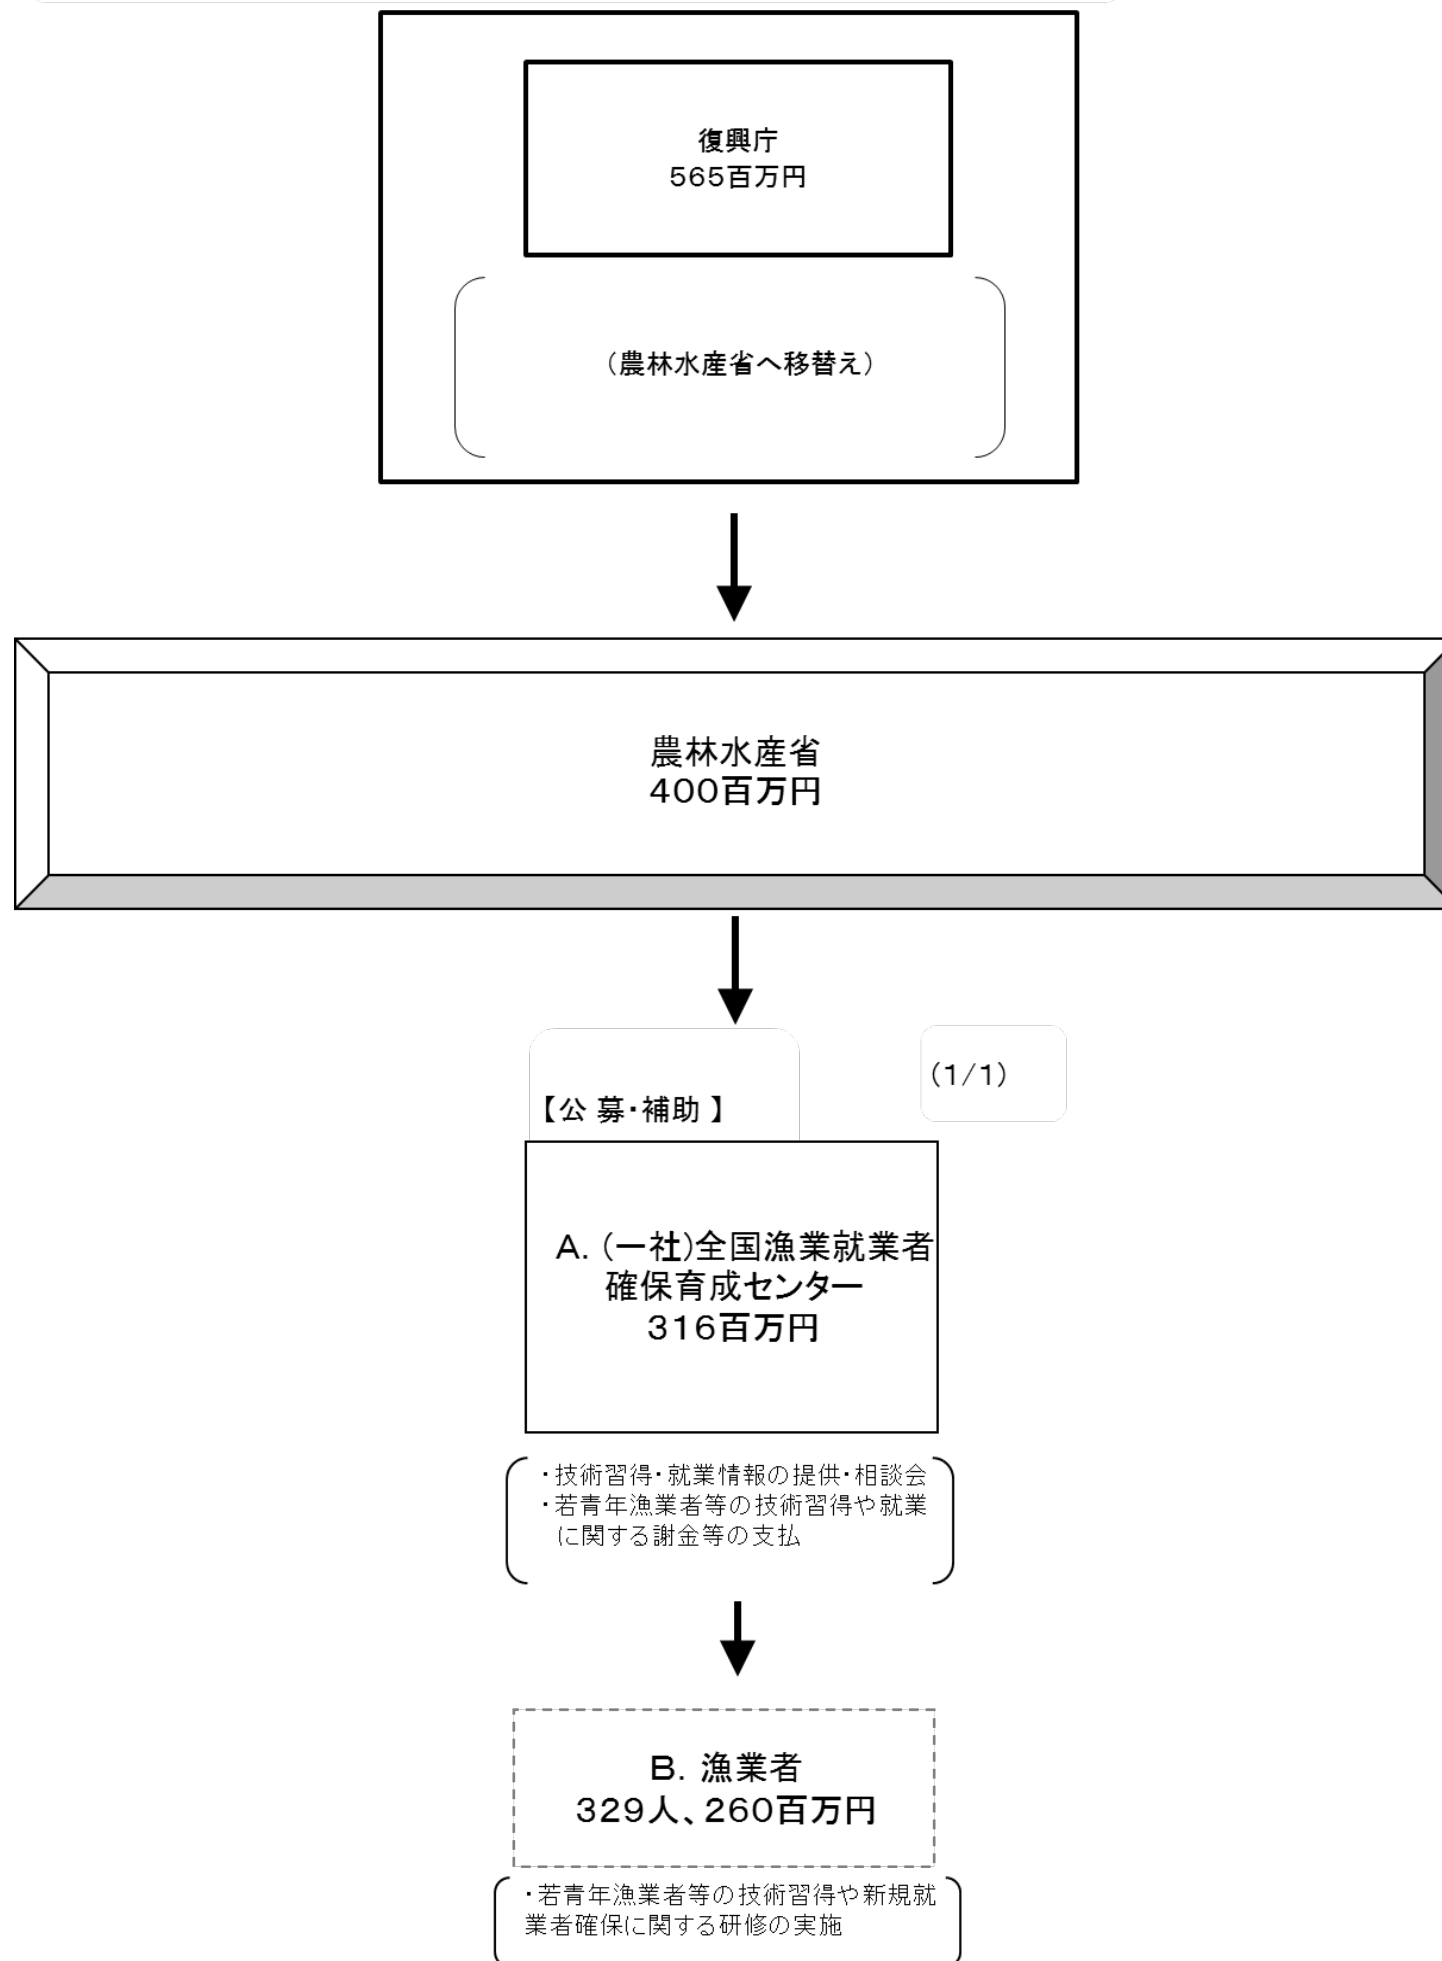 復興庁
565百万円
（農林水産省へ移替え）
農林水産省
400百万円
【公 募・補助 】
（1/1）
A．（一社）全国漁業就業者
確保育成センター
316百万円
・技術習得・就業情報の提供・相談会
・若青年漁業者等の技術習得や就業
に関する謝金等の支払
B．漁業者
329人、260百万円
・若青年漁業者等の技術習得や新規就
業者確保に関する研修の実施